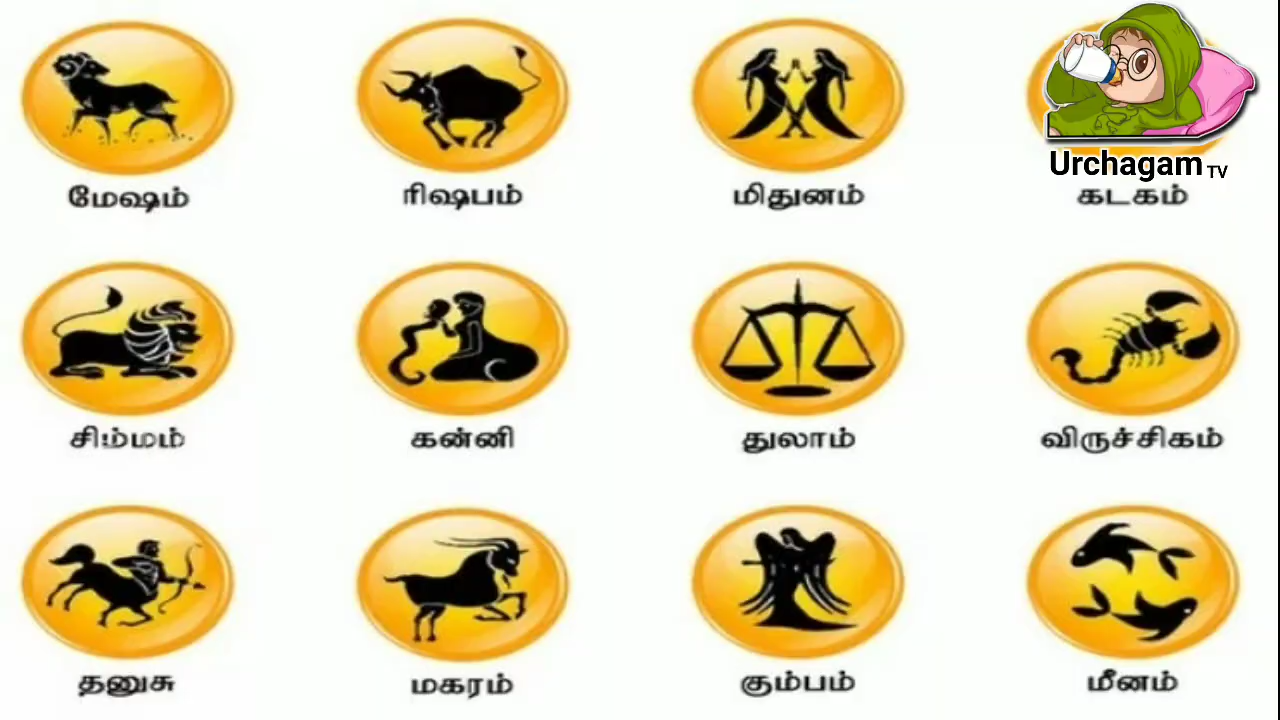 Urchagam TV
மேஷம்
ரிஷபம்
மிதுனம்
கடகம்
சிம்மம்
கன்னி
துலாம்
விருச்சிகம்
தனுசு
மகரம்
கும்பம்
மீனம்